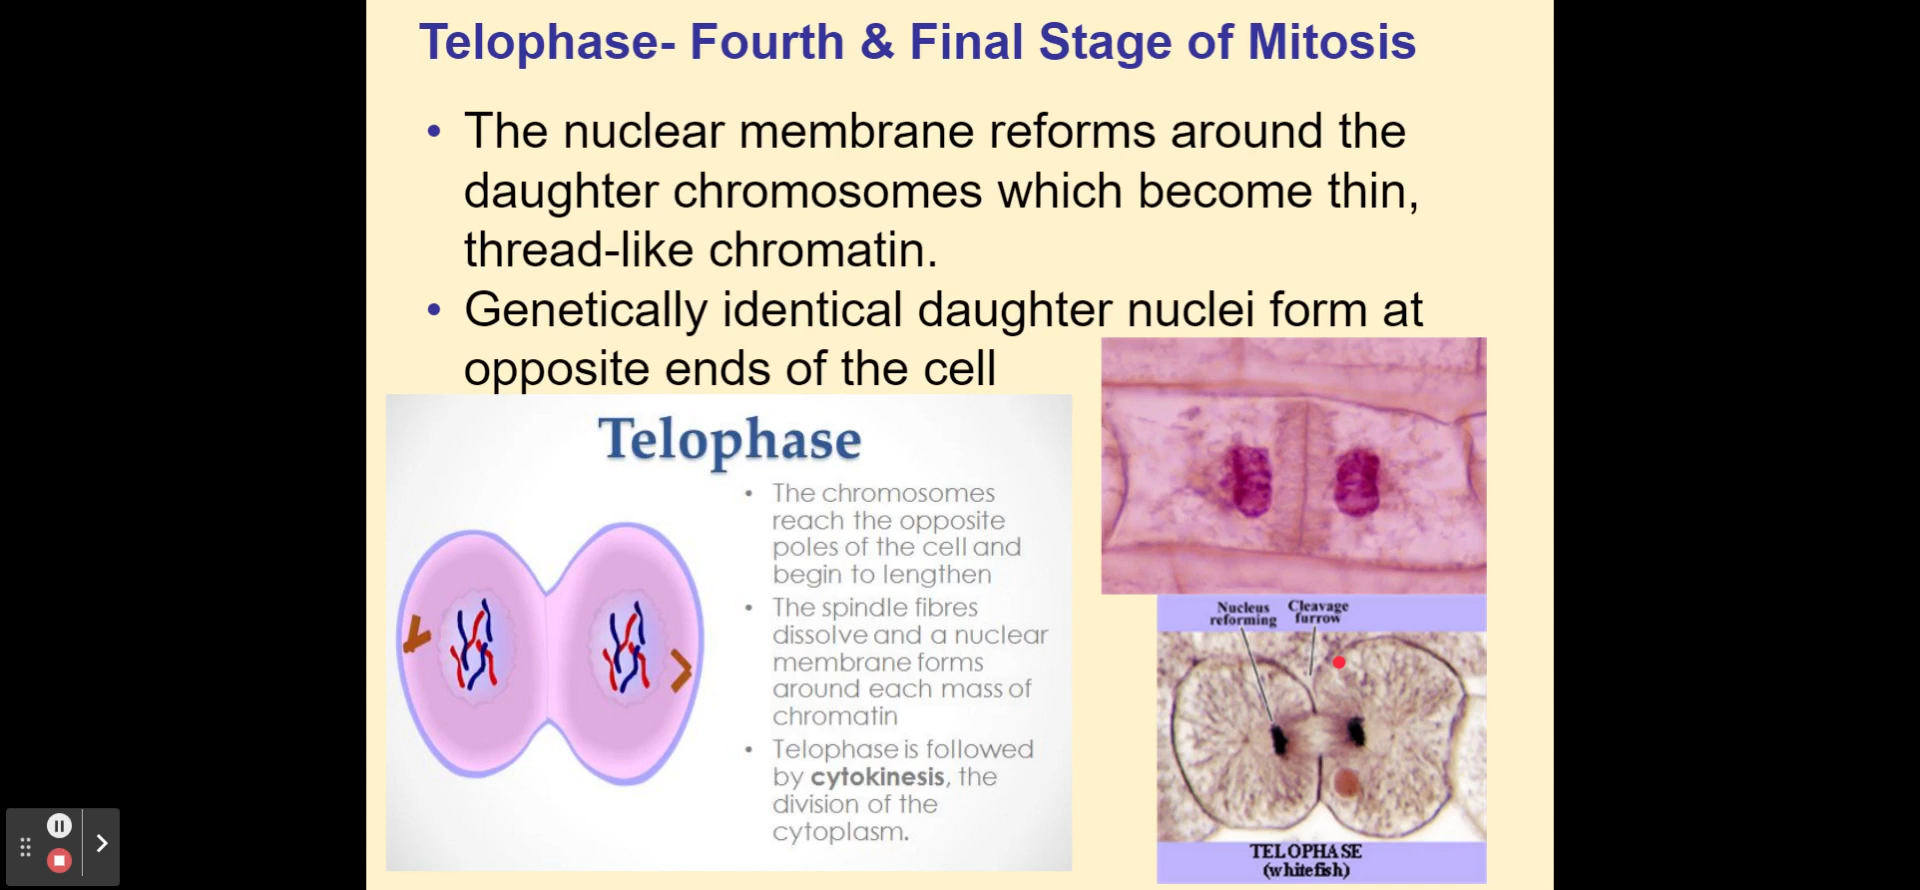 Telophase- Fourth & Final Stage of Mitosis
• The nuclear membrane reforms around the
daughter chromosomes which become thin,
thread-like chromatin.
• Genetically identical daughter nuclei form at
opposite ends of the cell
Telophase
• The chromosomes
reach the opposite
poles of the cell and
begin to lengthen
• The spindle fibres
dissolve and a nuclear
membrane forms
around each mass of
chromatin
• Telophase is followed
by cytokinesis, the
division of the
cytoplasm.
Nucleus
reforming
Cleavage
furrow
TELOPHASE
(whitefish)